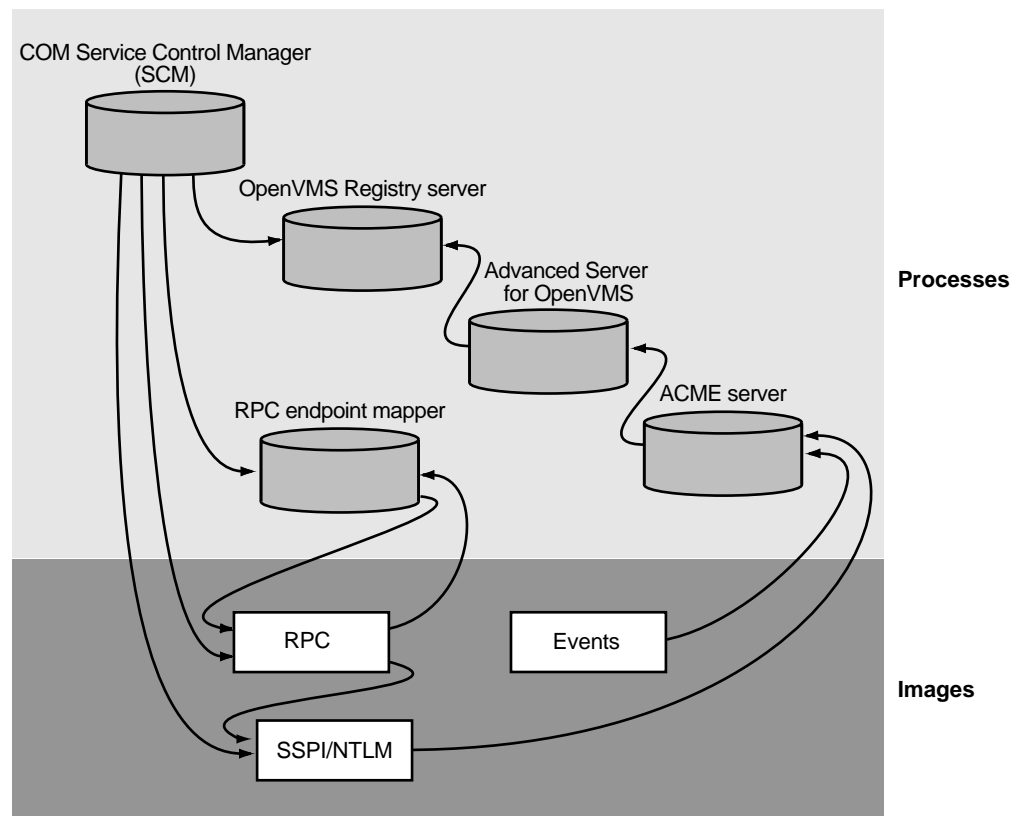 COM Service Control Manager
(SCM)
OpenVMS Registry server
Advanced Server
for OpenVMS
Processes
ACME server
RPC endpoint mapper
RPC
Events
Images
SSPI/NTLM